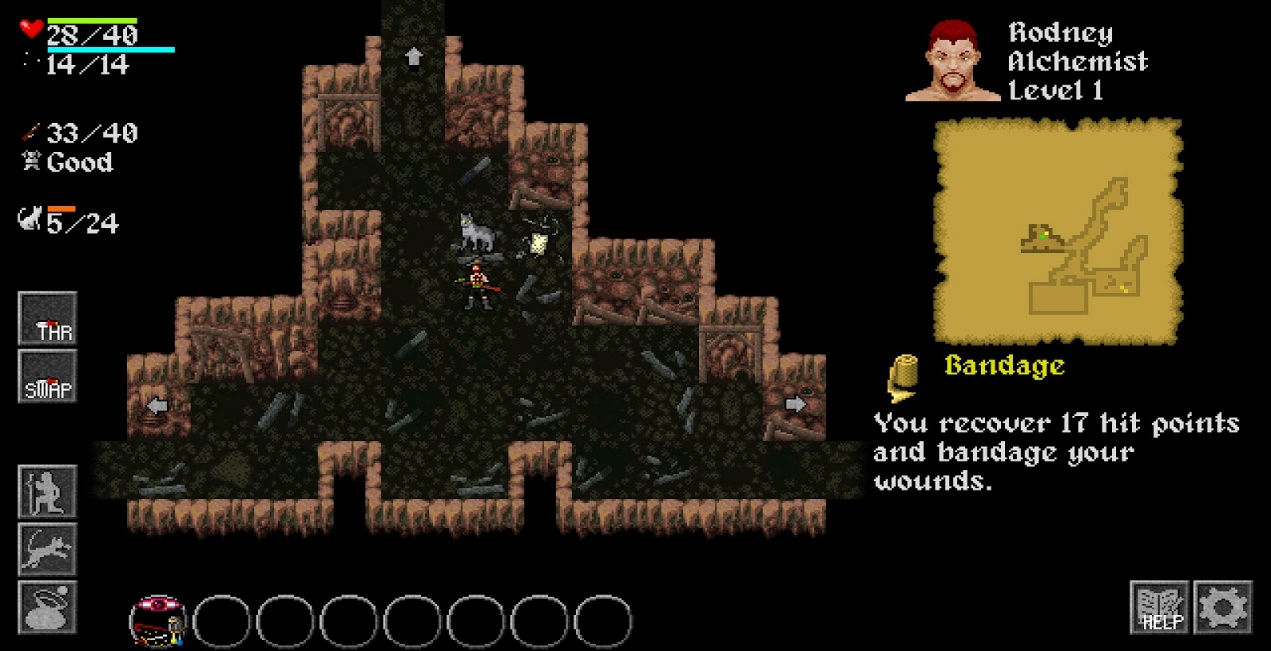 28/40
14/14
33/40
Good
5/24
THR
SWAP
Rodney
Alchemist
Level 1
Bandage
You recover 17 hit points
and bandage your
wounds.
HELP